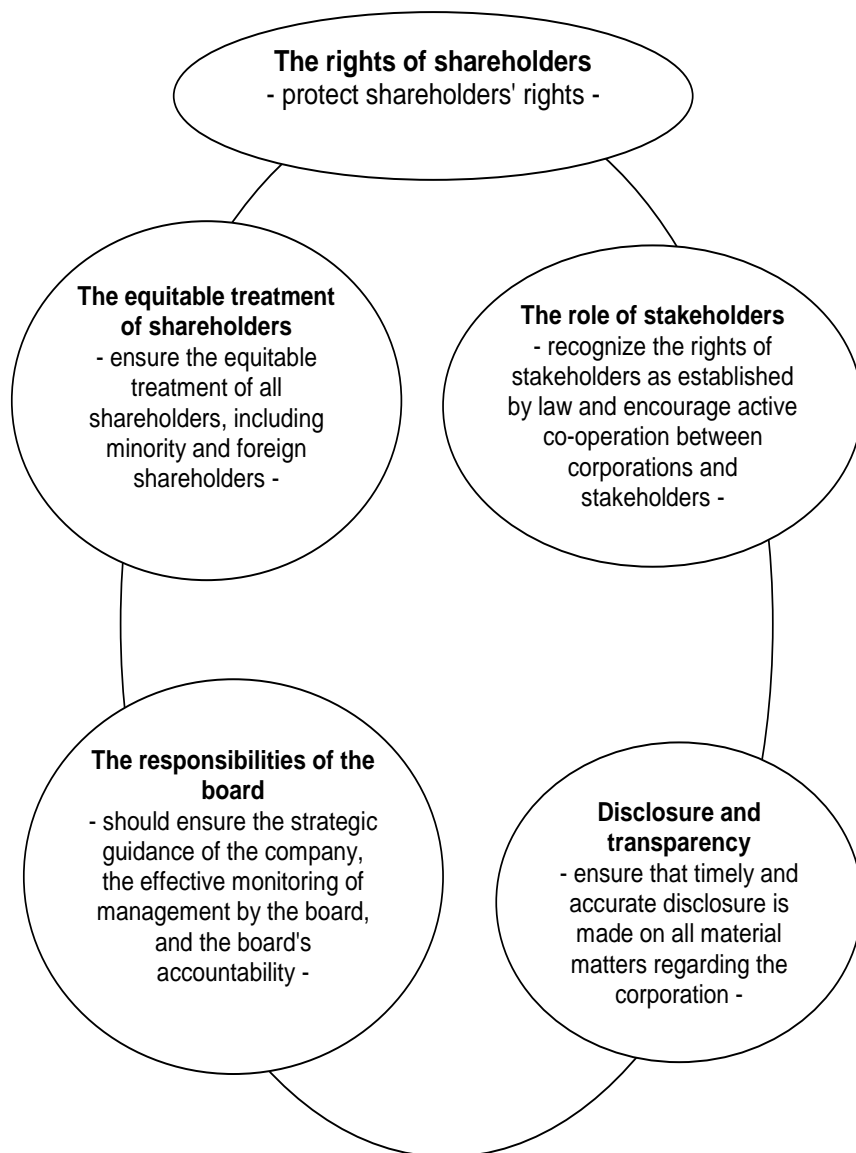 The rights of shareholders
- protect shareholders' rights -
The equitable treatment
of shareholders
- ensure the equitable
treatment of all
shareholders, including
minority and foreign
shareholders -
The role of stakeholders
- recognize the rights of
stakeholders as established
by law and encourage active
co-operation between
corporations and
stakeholders -
The responsibilities of the
board
- should ensure the strategic
guidance of the company,
the effective monitoring of
management by the board,
and the board's
accountability -
Disclosure and
transparency
- ensure that timely and
accurate disclosure is
made on all material
matters regarding the
corporation -